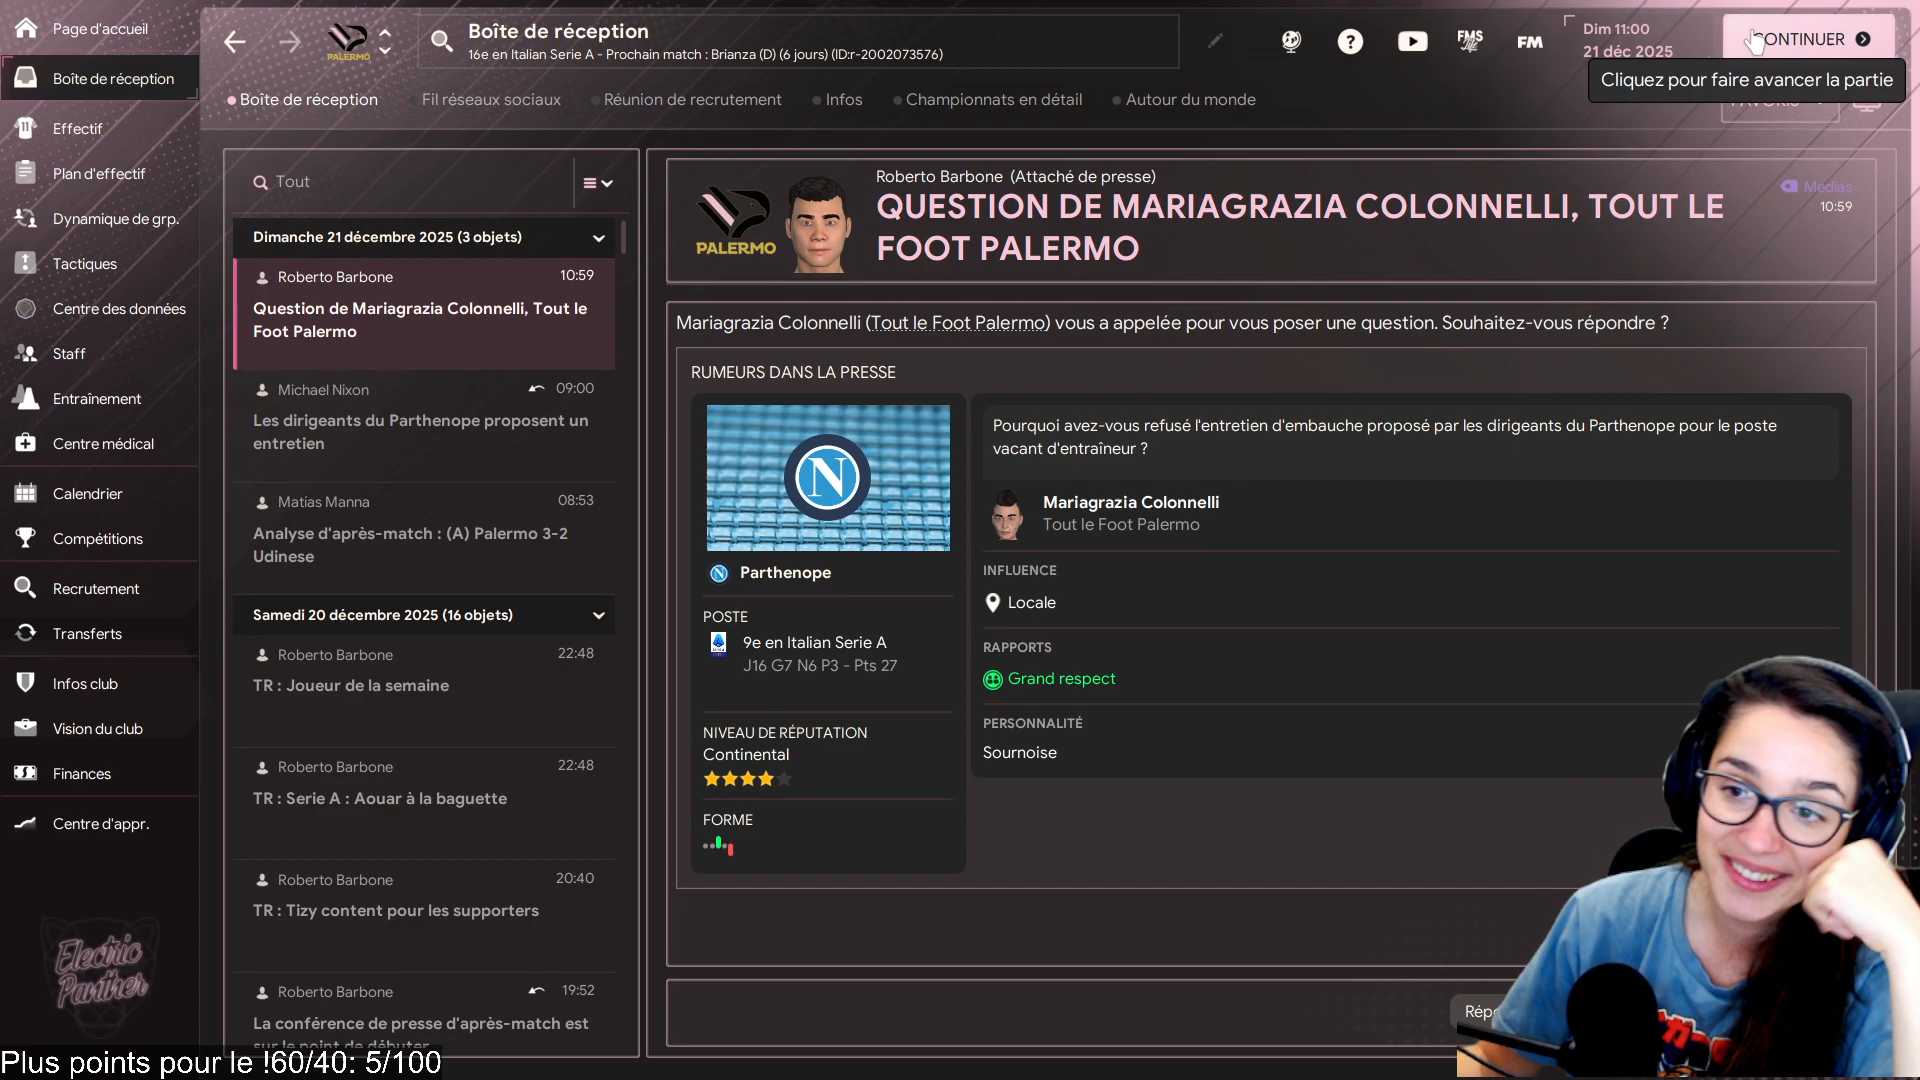 Page d'accueil
Boîte de réception
Effectif
Plan d'effectif
Dynamique de grp.
Tactiques
Centre des données
Staff
Entraînement
Centre médical
Calendrier
Compétitions
Recrutement
Transferts
Infos club
Vision du club
Finances
Centre d'appr.
Electric
Panther
PALERMO
Boîte de réception
16e en Italian Serie A - Prochain match : Brianza (D) (6 jours) (ID:r-2002073576)
FMS
FM
Dim 11:00
21 déc 2025
CONTINUER
Cliquez pour faire avancer la partie
Boîte de réception
Fil réseaux sociaux
Réunion de recrutement
Infos
Championnats en détail
Autour du monde
Tout
Dimanche 21 décembre 2025 (3 objets)
Roberto Barbone 10:59
Question de Mariagrazia Colonnelli, Tout le
Foot Palermo
Michael Nixon 09:00
Les dirigeants du Parthenope proposent un
entretien
Matias Manna 08:53
Analyse d'après-match : (A) Palermo 3-2
Udinese
Samedi 20 décembre 2025 (16 objets)
Roberto Barbone 22:48
TR : Joueur de la semaine
Roberto Barbone 22:48
TR : Serie A : Aouar à la baguette
Roberto Barbone 20:40
TR : Tizy content pour les supporters
Roberto Barbone 19:52
La conférence de presse d'après-match est
sur le point de débuter
PALERMO
Roberto Barbone (Attaché de presse)
QUESTION DE MARIAGRAZIA COLONNELLI, TOUT LE
FOOT PALERMO
Médias
10:59
Mariagrazia Colonnelli (Tout le Foot Palermo) vous a appelée pour vous poser une question. Souhaitez-vous répondre ?
RUMEURS DANS LA PRESSE
N
Parthenope
POSTE
9e en Italian Serie A
J16 G7 N6 P3 - Pts 27
NIVEAU DE RÉPUTATION
Continental
FORME
Pourquoi avez-vous refusé l'entretien d'embauche proposé par les dirigeants du Parthenope pour le poste
vacant d'entraîneur ?
Mariagrazia Colonnelli
Tout le Foot Palermo
INFLUENCE
Locale
RAPPORTS
Grand respect
PERSONNALITÉ
Sournoise
Plus points pour le !60/40: 5/100